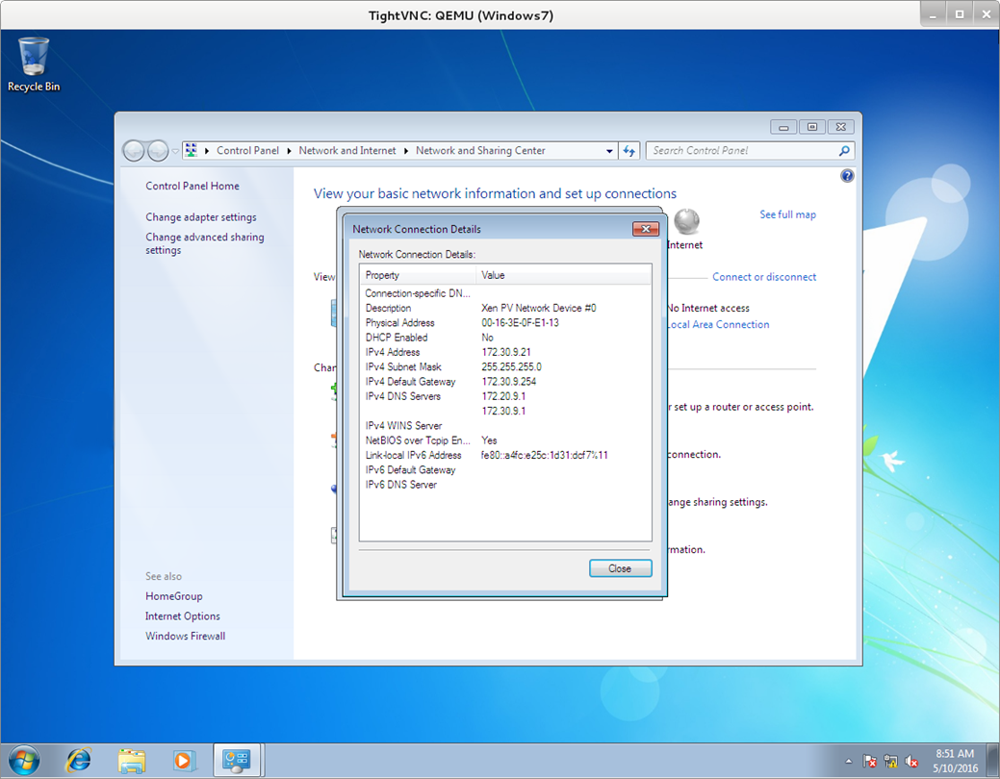 TightVNC: QEMU (Windows7)
Recycle Bin
Control Panel Network and Internet Network and Sharing Center
Search Control Panel
Control Panel Home
Change adapter settings
Change advanced sharing
settings
See also
HomeGroup
Internet Options
Windows Firewall
View your basic network information and set up connections
See full map
Internet
View
Connect or disconnect
No Internet access
Local Area Connection
Chan
r set up a router or access point.
connection.
ange sharing settings.
rmation.
Network Connection Details
Network Connection Details:
Property Value
Connection-specific DN...
Description Xen PV Network Device #0
Physical Address 00-16-3E-0F-E1-13
DHCP Enabled No
IPv4 Address 172.30.9.21
IPv4 Subnet Mask 255.255.255.0
IPv4 Default Gateway 172.30.9.254
IPv4 DNS Servers 172.20.9.1
172.30.9.1
IPv4 WINS Server
NetBIOS over Tcpip En... Yes
Link-local IPv6 Address fe80::a4fc:e25c:1d31:dcf7%11
IPv6 Default Gateway
IPv6 DNS Server
Close
8:51 AM
5/10/2016